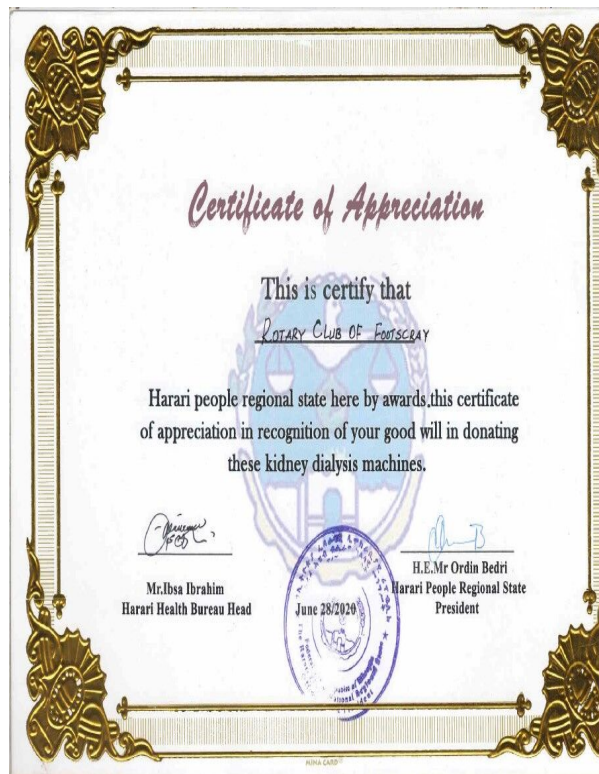 Certificate of Appreciation
This is certify that
ROTARY CLUB OF FOOTSCRAY
Harari people regional state here by awards,this certificate
of appreciation in recognition of your good will in donating
these kidney dialysis machines.
Mr.Ibsa Ibrahim
Harari Health Bureau Head
June 28/2020
H.E.Mr Ordin Bedri
Harari People Regional State
President
MINA CARD